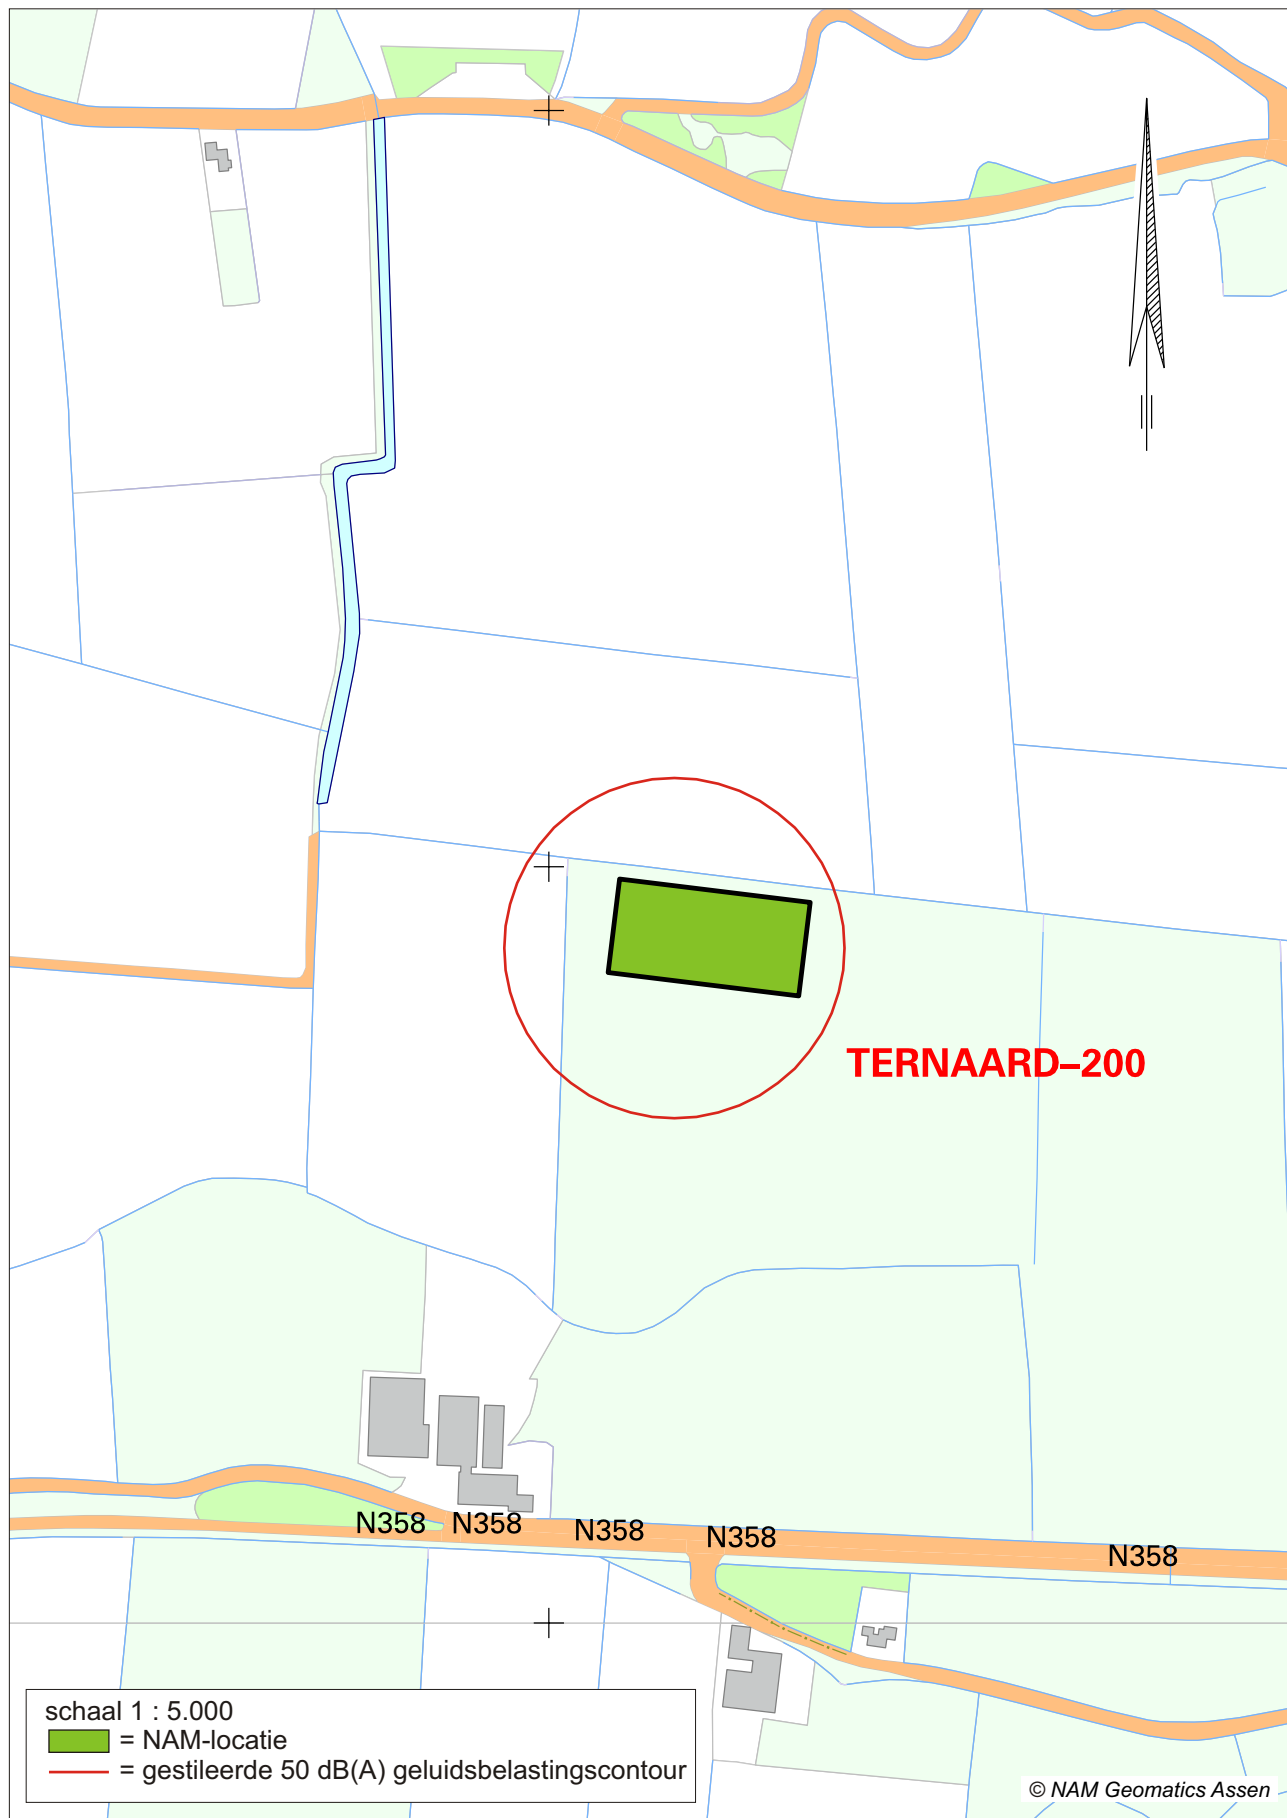 TERNAARD–200
N358 N358 N358 N358 N358
schaal 1 : 5.000
= NAM-locatie
= gestileerde 50 dB(A) geluidsbelastingscontour
© NAM Geomatics Assen